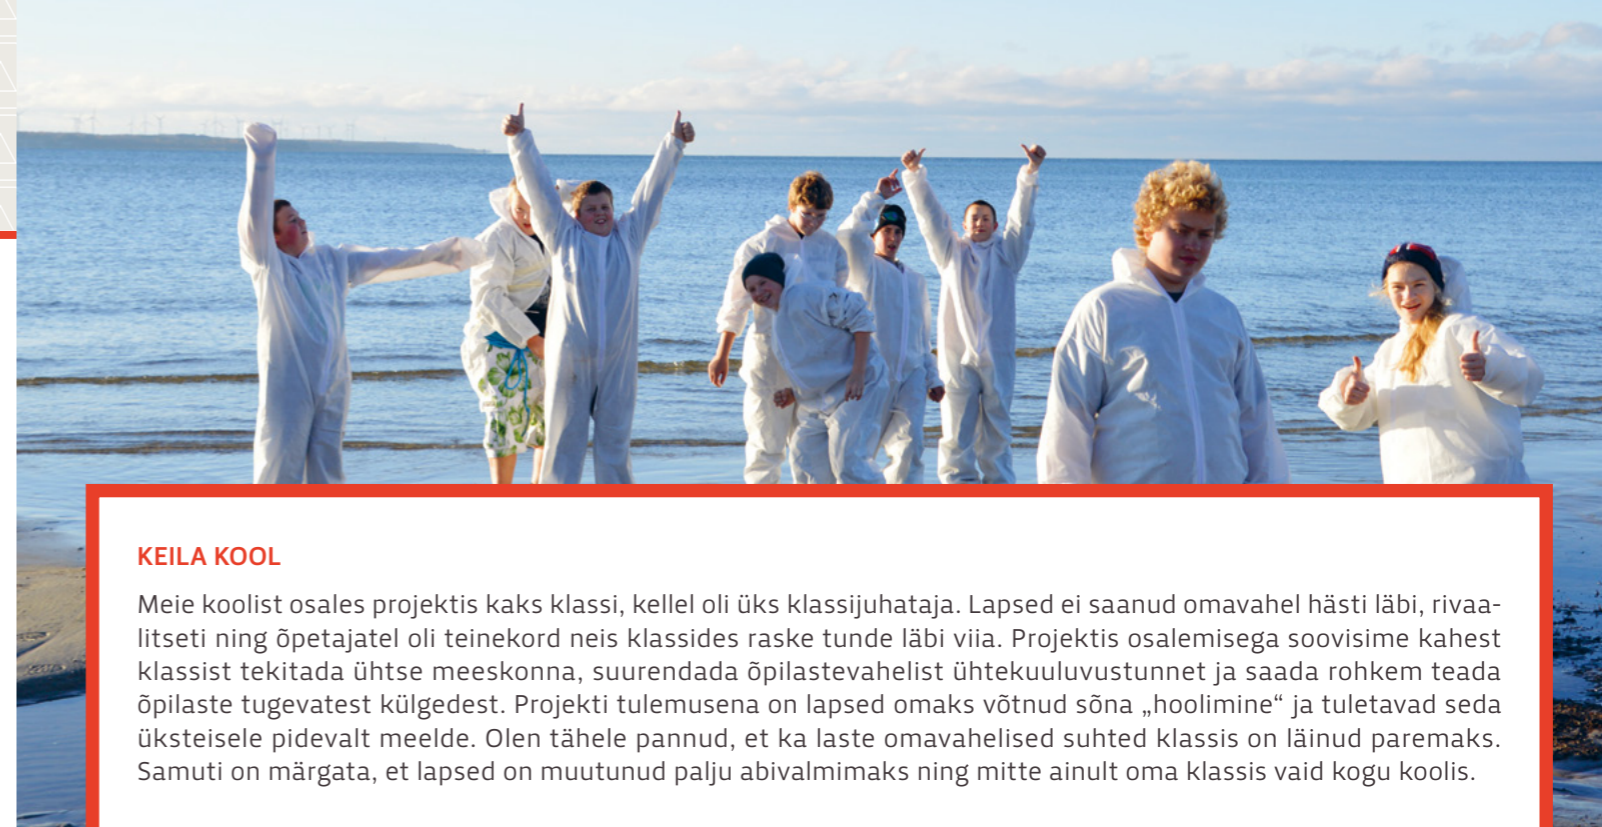 KEILA KOOL
Meie koolist osales projektis kaks klassi, kellel oli üks klassijuhataja. Lapsed ei saanud omavahel hästi läbi, rivaa-
litseti ning õpetajatel oli teinekord neis klassides raske tunde läbi viia. Projektis osalemisega soovisime kahest
klassist tekitada ühtse meeskonna, suurendada õpilastevahelist ühtekuuluvustunnet ja saada rohkem teada
õpilaste tugevatest külgedest. Projekti tulemusena on lapsed omaks võtnud sõna „hoolimine“ ja tuletavad seda
üksteisele pidevalt meelde. Olen tähele pannud, et ka laste omavahelised suhted klassis on läinud paremaks.
Samuti on märgata, et lapsed on muutunud palju abivalmimaks ning mitte ainult oma klassis vaid kogu koolis.